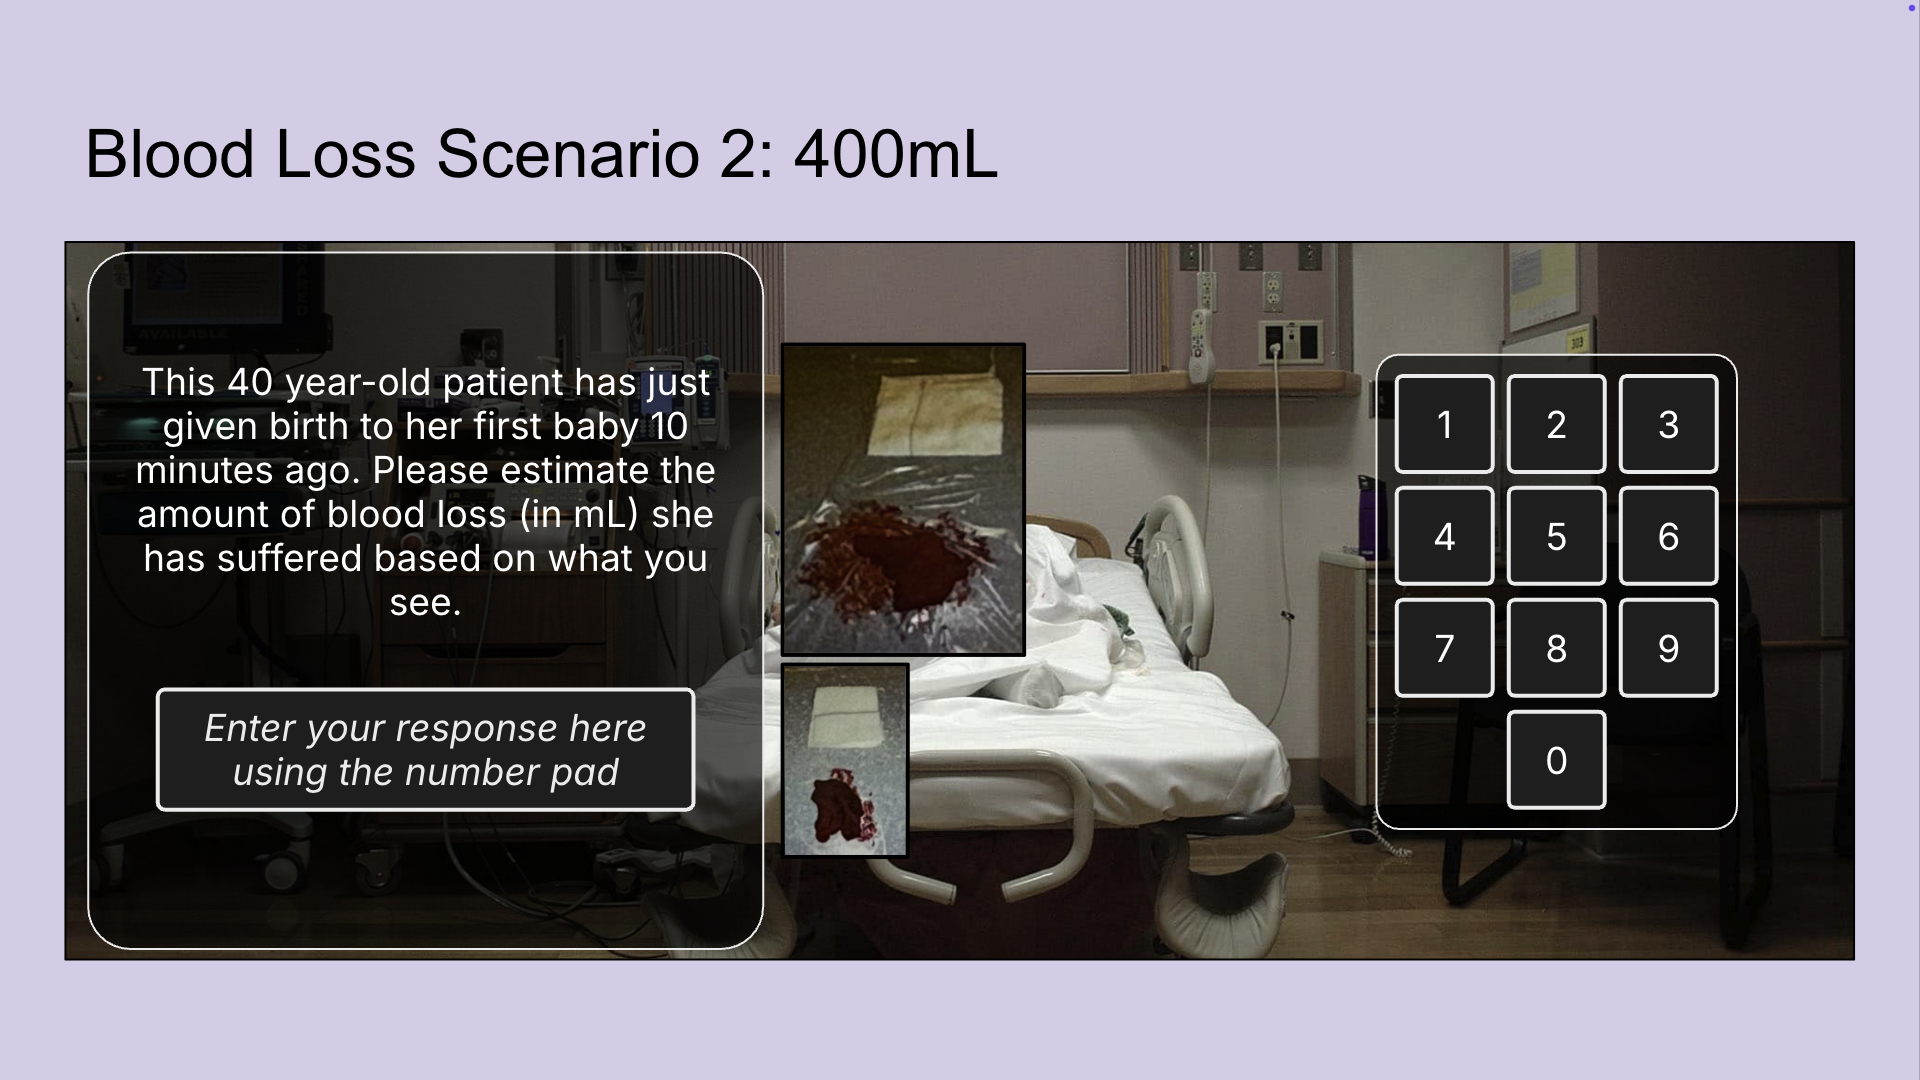 Blood Loss Scenario 2: 400mL
AVAILABLE
303
This 40 year-old patient has just
given birth to her first baby 10
minutes ago. Please estimate the
amount of blood loss (in mL) she
has suffered based on what you
see.
Enter your response here
using the number pad
1 2 3
4 5 6
7 8 9
0